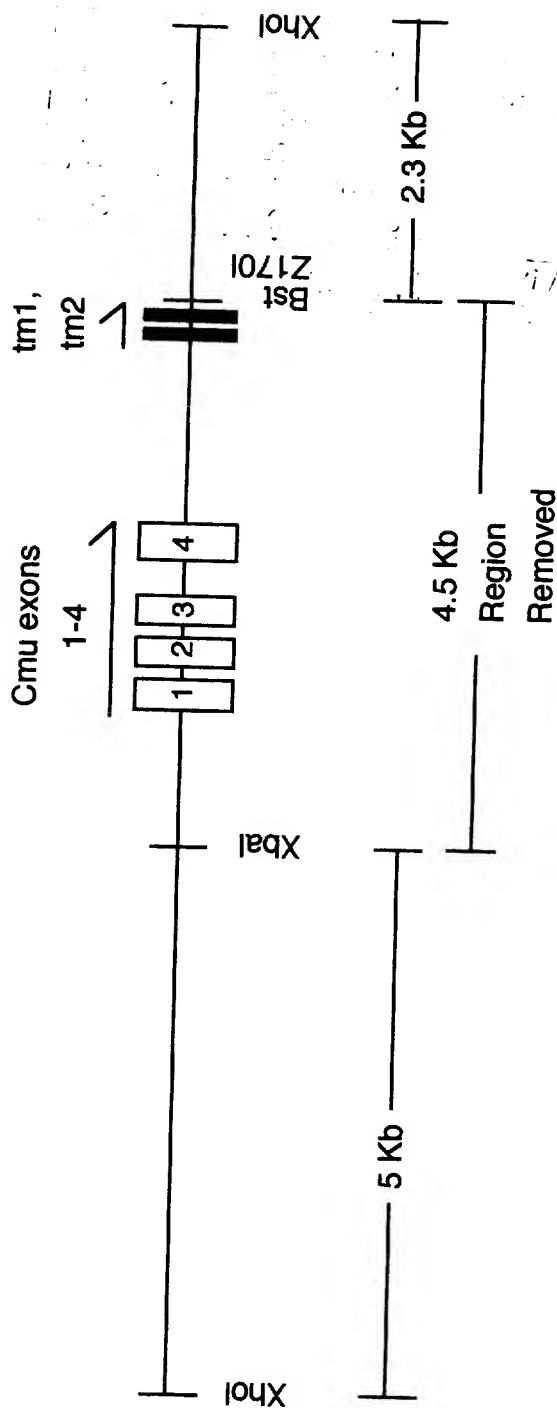 Cmu exons
1-4
tm1,
tm2
1
2
3
4
XhoI
XbaI
Bst
Z170I
XhoI
5 Kb
4.5 Kb
Region
Removed
2.3 Kb